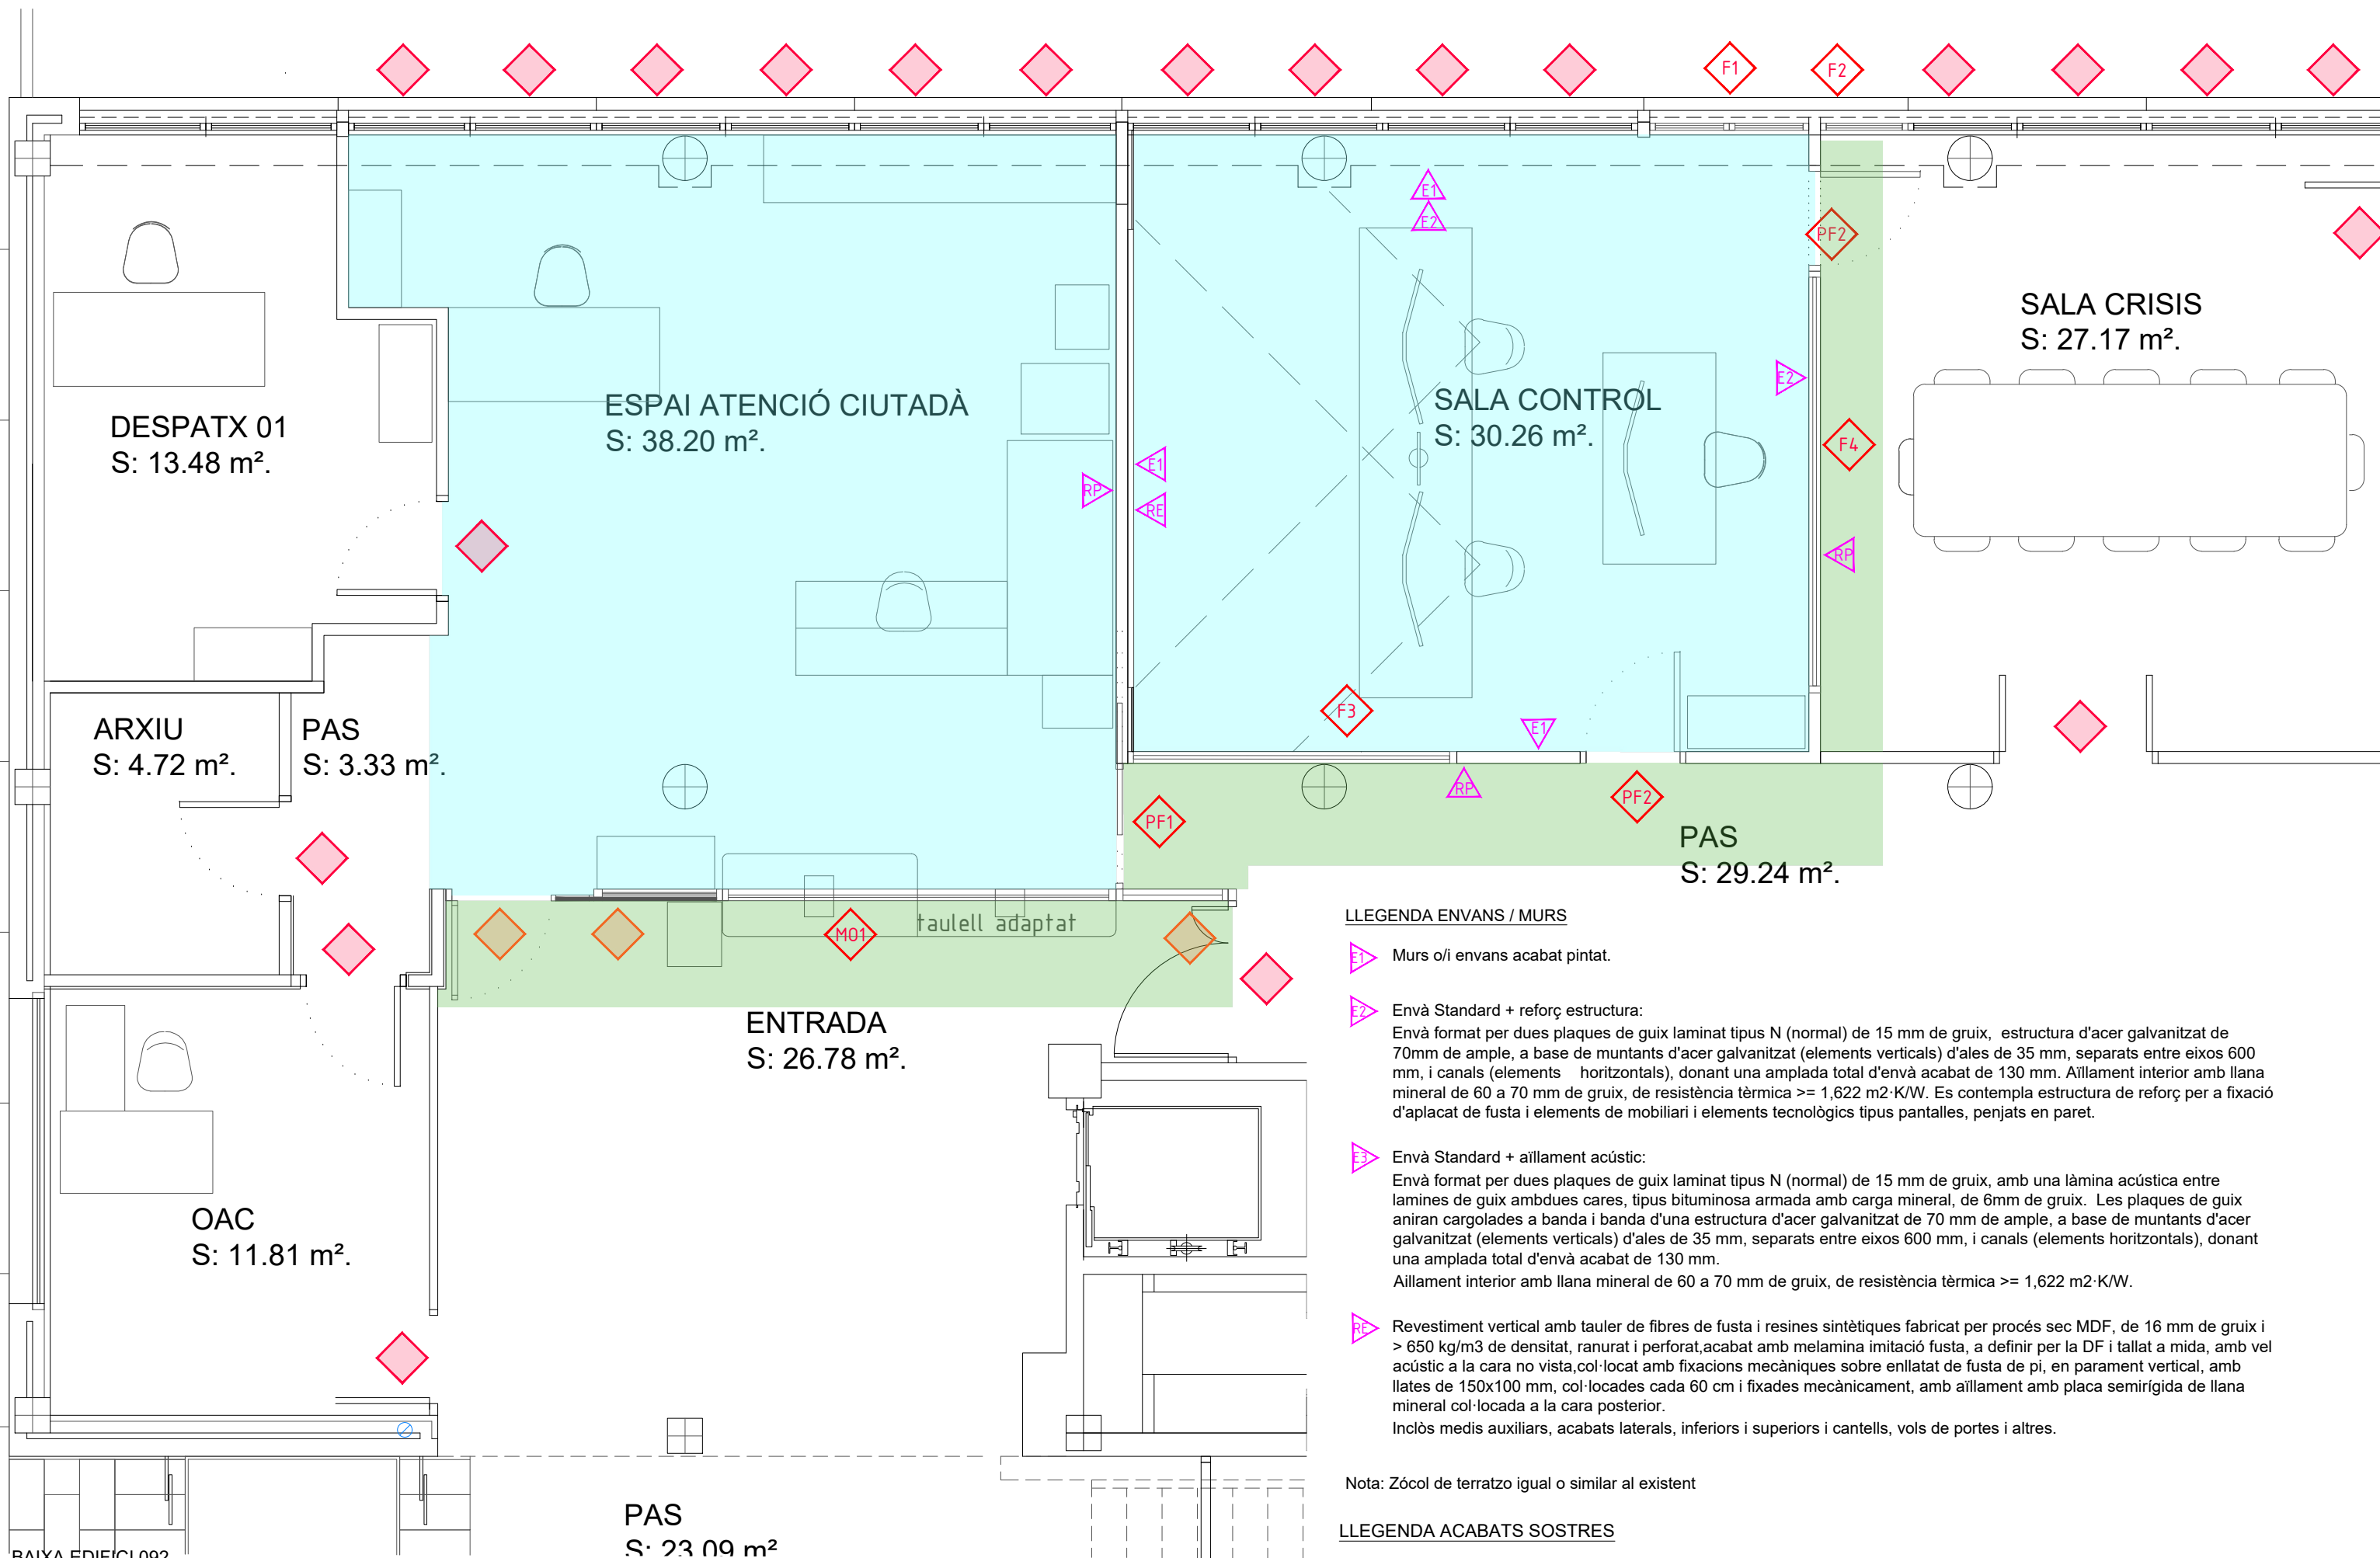 F1
F2
PF2
E1
E2
SALA CRISIS
S: 27.17 m².
E2
ESPAI ATENCIÓ CIUTADÀ
S: 38.20 m².
SALA CONTROL
S: 30.26 m².
DESPATX 01
S: 13.48 m².
F4
E1
RP
RE
RP
F3
E1
ARXIU
S: 4.72 m².
PAS
S: 3.33 m².
RP
PF2
PF1
PAS
S: 29.24 m².
taulell adaptat
M01
ENTRADA
S: 26.78 m².
OAC
S: 11.81 m².
PAS
S: 23.09 m²
BAIXA EDIFICI 092
LLEGENDA ENVANS / MURS
E1 Murs o/i envans acabat pintat.
E2 Envà Standard + reforç estructura:
Envà format per dues plaques de guix laminat tipus N (normal) de 15 mm de gruix, estructura d'acer galvanitzat de
70mm de ample, a base de muntants d'acer galvanitzat (elements verticals) d'ales de 35 mm, separats entre eixos 600
mm, i canals (elements horitzontals), donant una amplada total d'envà acabat de 130 mm. Aïllament interior amb llana
mineral de 60 a 70 mm de gruix, de resistència tèrmica >= 1,622 m2·K/W. Es contempla estructura de reforç per a fixació
d'aplacat de fusta i elements de mobiliari i elements tecnològics tipus pantalles, penjats en paret.
E3 Envà Standard + aïllament acústic:
Envà format per dues plaques de guix laminat tipus N (normal) de 15 mm de gruix, amb una làmina acústica entre
lamines de guix ambdues cares, tipus bituminosa armada amb carga mineral, de 6mm de gruix. Les plaques de guix
aniran cargolades a banda i banda d'una estructura d'acer galvanitzat de 70 mm de ample, a base de muntants d'acer
galvanitzat (elements verticals) d'ales de 35 mm, separats entre eixos 600 mm, i canals (elements horitzontals), donant
una amplada total d'envà acabat de 130 mm.
Aillament interior amb llana mineral de 60 a 70 mm de gruix, de resistència tèrmica >= 1,622 m2·K/W.
RE Revestiment vertical amb tauler de fibres de fusta i resines sintètiques fabricat per procés sec MDF, de 16 mm de gruix i
> 650 kg/m3 de densitat, ranurat i perforat,acabat amb melamina imitació fusta, a definir per la DF i tallat a mida, amb vel
acústic a la cara no vista,col·locat amb fixacions mecàniques sobre enllatat de fusta de pi, en parament vertical, amb
llates de 150x100 mm, col·locades cada 60 cm i fixades mecànicament, amb aïllament amb placa semirígida de llana
mineral col·locada a la cara posterior.
Inclòs medis auxiliars, acabats laterals, inferiors i superiors i cantells, vols de portes i altres.
Nota: Zócol de terratzo igual o similar al existent
LLEGENDA ACABATS SOSTRES